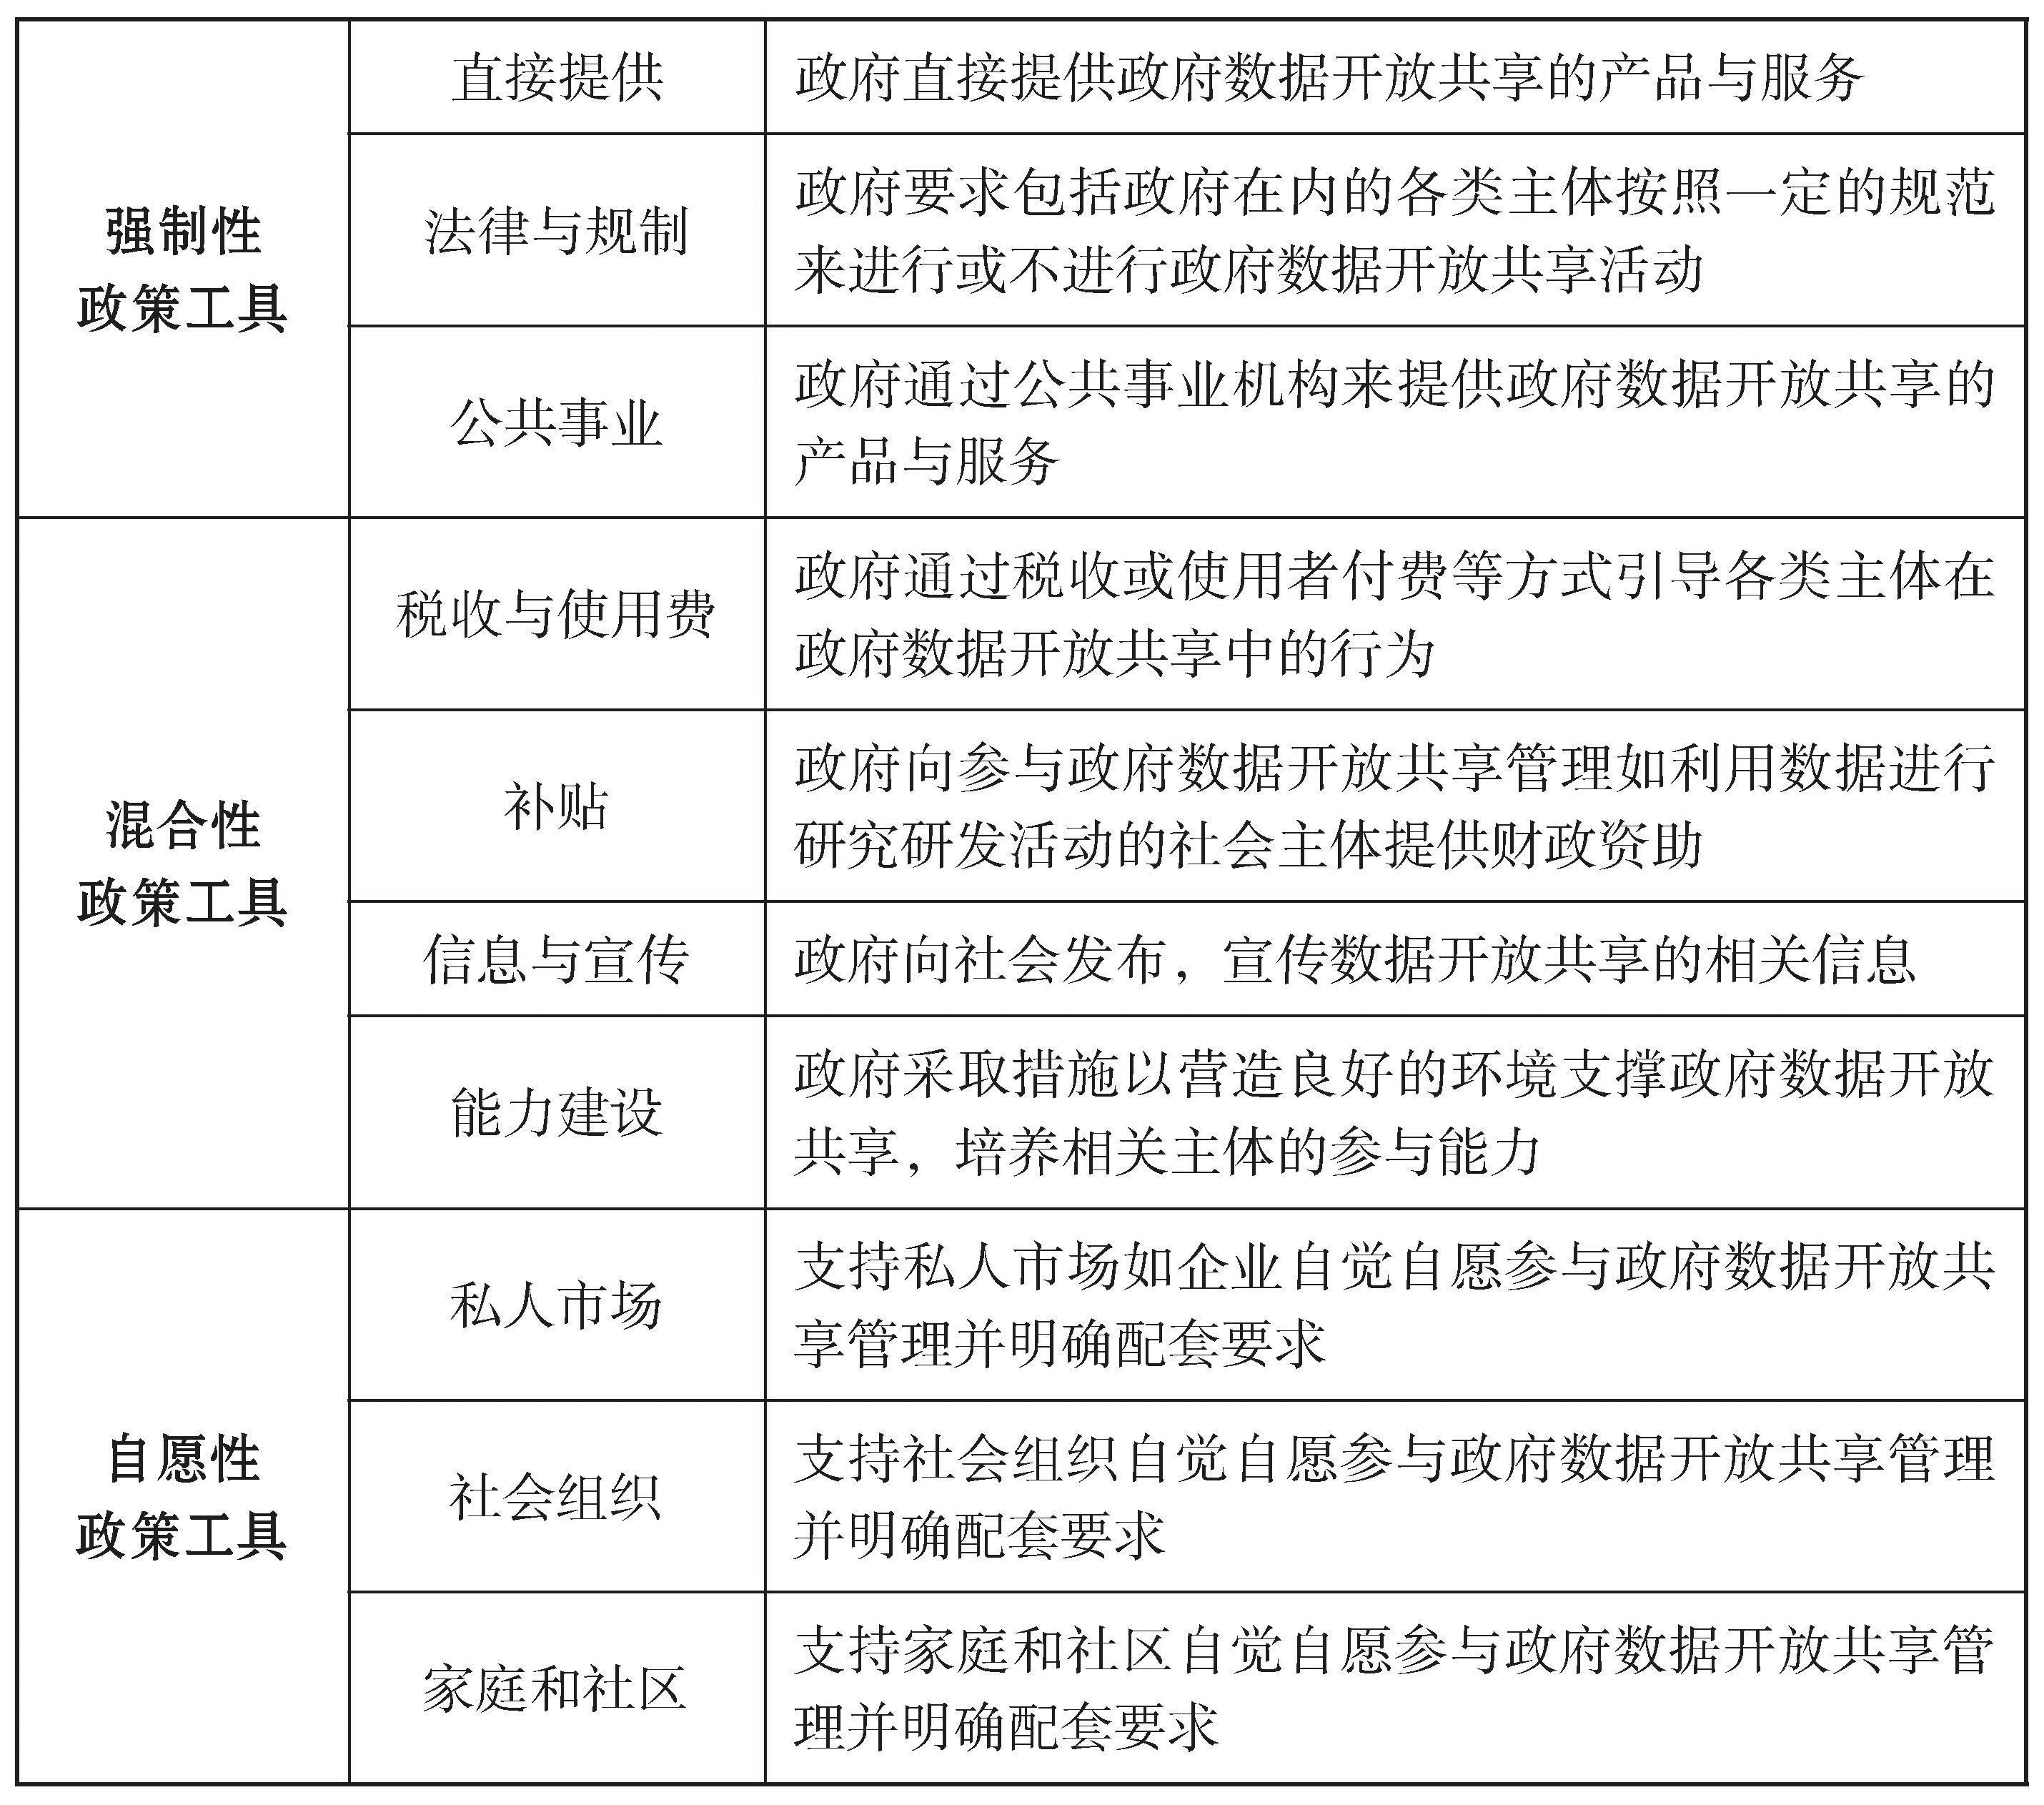 强制性
政策工具
直接提供
政府直接提供政府数据开放共享的产品与服务
法律与规制
政府要求包括政府在内的各类主体按照一定的规范
来进行或不进行政府数据开放共享活动
公共事业
政府通过公共事业机构来提供政府数据开放共享的
产品与服务
混合性
政策工具
税收与使用费
政府通过税收或使用者付费等方式引导各类主体在
政府数据开放共享中的行为
补贴
政府向参与政府数据开放共享管理如利用数据进行
研究研发活动的社会主体提供财政资助
信息与宣传
政府向社会发布，宣传数据开放共享的相关信息
能力建设
政府采取措施以营造良好的环境支撑政府数据开放
共享，培养相关主体的参与能力
自愿性
政策工具
私人市场
支持私人市场如企业自觉自愿参与政府数据开放共
享管理并明确配套要求
社会组织
支持社会组织自觉自愿参与政府数据开放共享管理
并明确配套要求
家庭和社区
支持家庭和社区自觉自愿参与政府数据开放共享管
理并明确配套要求